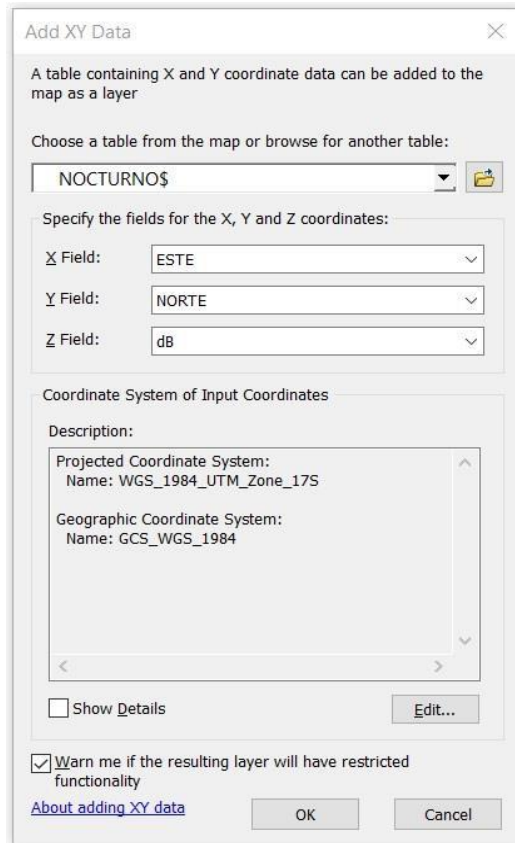 Add XY Data
A table containing X and Y coordinate data can be added to the
map as a layer
Choose a table from the map or browse for another table:
NOCTURNO$
Specify the fields for the X, Y and Z coordinates:
X Field: ESTE
Y Field: NORTE
Z Field: dB
Coordinate System of Input Coordinates
Description:
Projected Coordinate System:
Name: WGS_1984_UTM_Zone_17S
Geographic Coordinate System:
Name: GCS_WGS_1984
Show Details Edit...
Warn me if the resulting layer will have restricted
functionality
About adding XY data OK Cancel